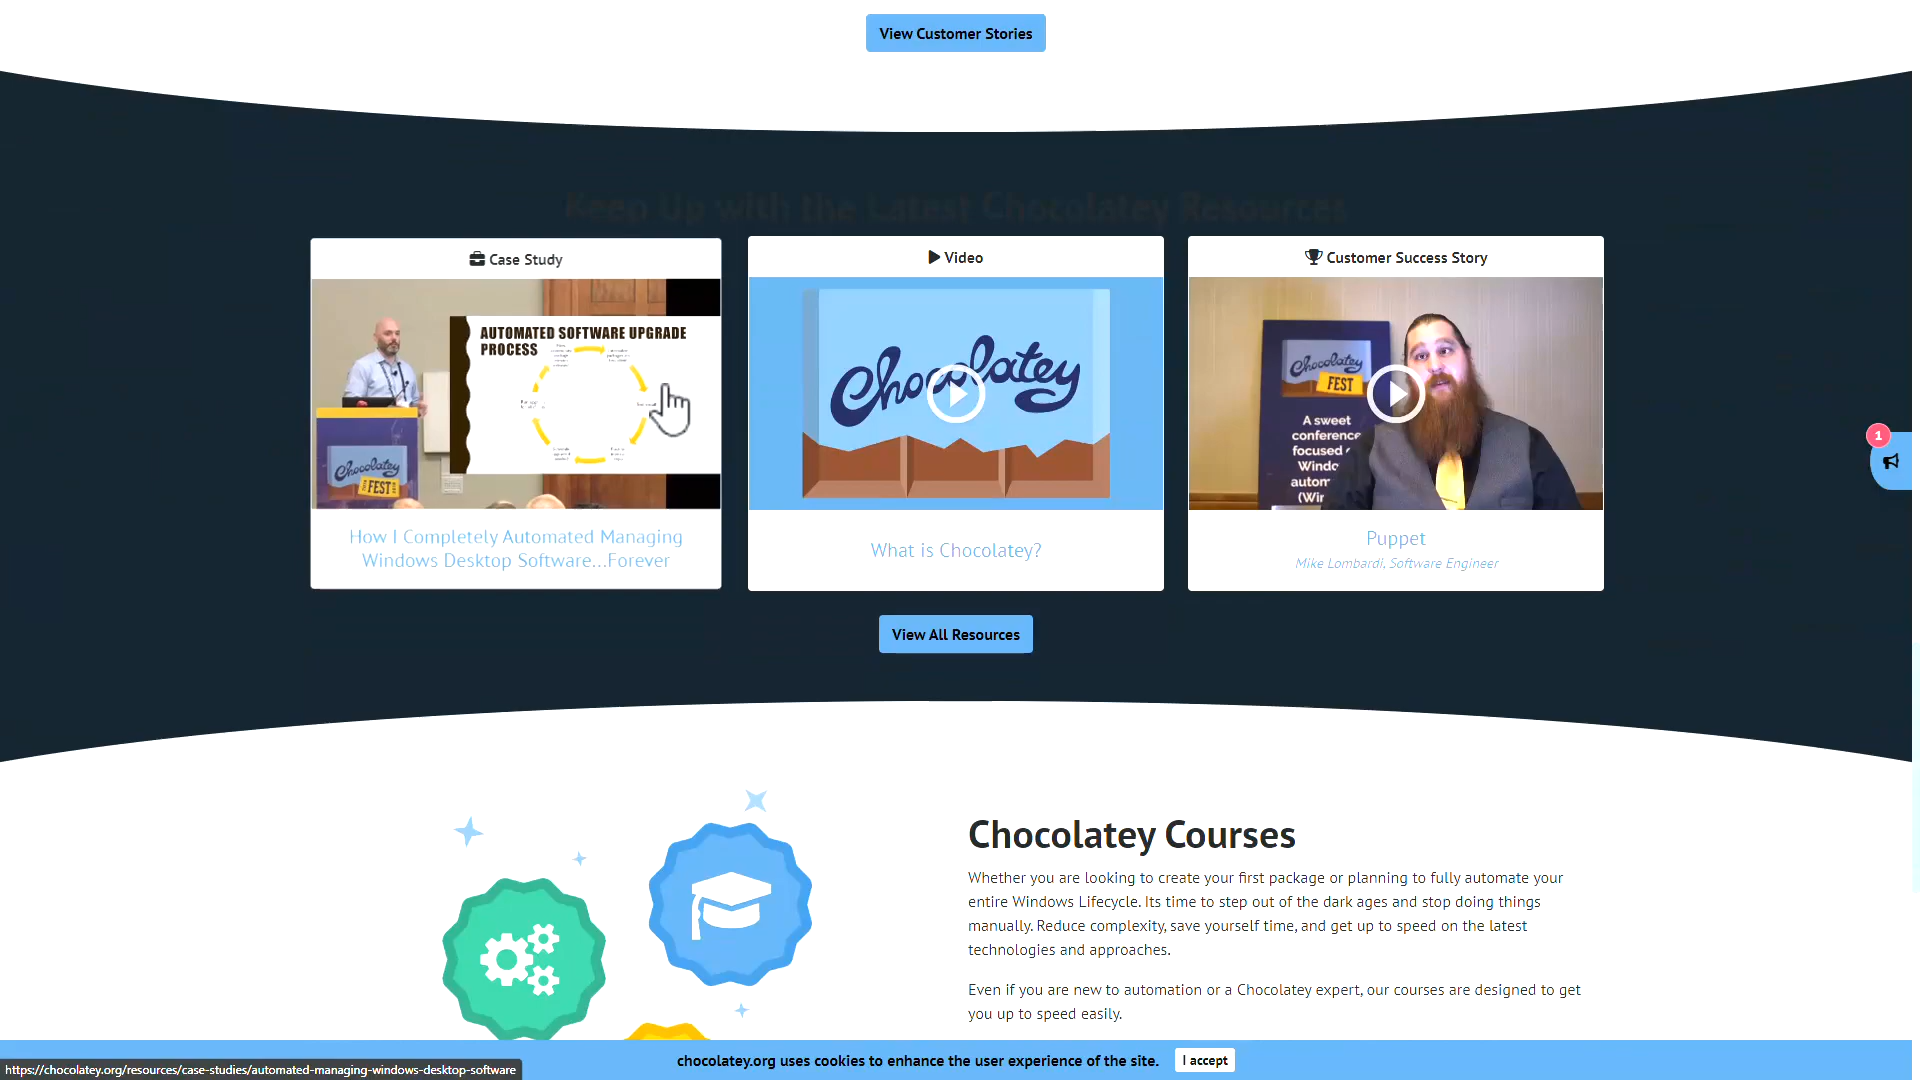 View Customer Stories
Keep Up with the Latest Chocolatey Resources
Case Study
AUTOMATED SOFTWARE UPGRADE
PROCESS
Chocolatey
FEST
How I Completely Automated Managing
Windows Desktop Software...Forever
Video
Chocolatey
What is Chocolatey?
Customer Success Story
Chocolatey
FEST
A sweet
conference
focused
Windo
autom
(Wir
Puppet
Mike Lombardi, Software Engineer
1
View All Resources
Chocolatey Courses
Whether you are looking to create your first package or planning to fully automate your
entire Windows Lifecycle. Its time to step out of the dark ages and stop doing things
manually. Reduce complexity, save yourself time, and get up to speed on the latest
technologies and approaches.
Even if you are new to automation or a Chocolatey expert, our courses are designed to get
you up to speed easily.
chocolatey.org uses cookies to enhance the user experience of the site.
I accept
https://chocolatey.org/resources/case-studies/automated-managing-windows-desktop-software